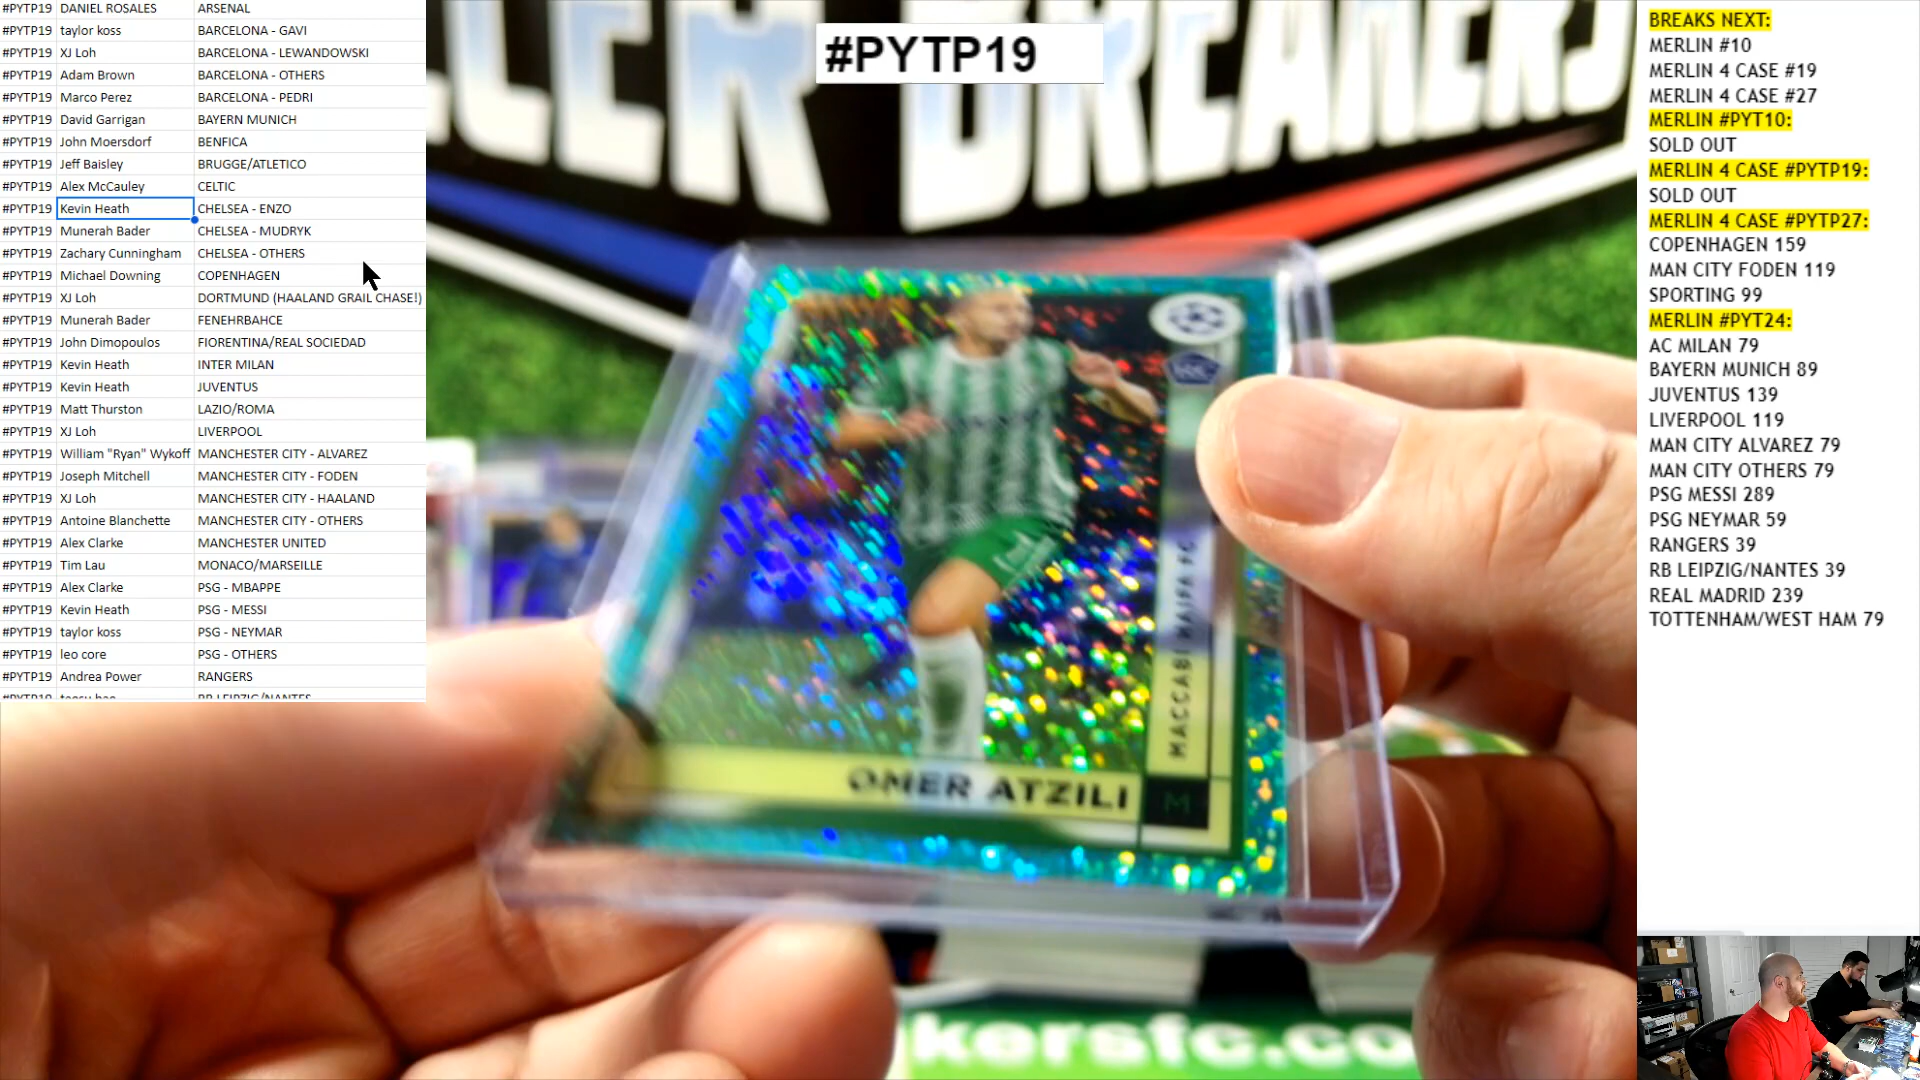 #PYTP19 DANIEL ROSALES ARSENAL
#PYTP19 taylor koss BARCELONA - GAVI
#PYTP19 XJ Loh BARCELONA - LEWANDOWSKI
#PYTP19 Adam Brown BARCELONA - OTHERS
#PYTP19 Marco Perez BARCELONA - PEDRI
#PYTP19 David Garrigan BAYERN MUNICH
#PYTP19 John Moersdorf BENFICA
#PYTP19 Jeff Baisley BRUGGE/ATLETICO
#PYTP19 Alex McCauley CELTIC
#PYTP19 Kevin Heath CHELSEA - ENZO
#PYTP19 Munerah Bader CHELSEA - MUDRYK
#PYTP19 Zachary Cunningham CHELSEA - OTHERS
#PYTP19 Michael Downing COPENHAGEN
#PYTP19 XJ Loh DORTMUND (HAALAND GRAIL CHASE!)
#PYTP19 Munerah Bader FENEHRBAHCE
#PYTP19 John Dimopoulos FIORENTINA/REAL SOCIEDAD
#PYTP19 Kevin Heath INTER MILAN
#PYTP19 Kevin Heath JUVENTUS
#PYTP19 Matt Thurston LAZIO/ROMA
#PYTP19 XJ Loh LIVERPOOL
#PYTP19 William "Ryan" Wykoff MANCHESTER CITY - ALVAREZ
#PYTP19 Joseph Mitchell MANCHESTER CITY - FODEN
#PYTP19 XJ Loh MANCHESTER CITY - HAALAND
#PYTP19 Antoine Blanchette MANCHESTER CITY - OTHERS
#PYTP19 Alex Clarke MANCHESTER UNITED
#PYTP19 Tim Lau MONACO/MARSEILLE
#PYTP19 Alex Clarke PSG - MBAPPE
#PYTP19 Kevin Heath PSG - MESSI
#PYTP19 taylor koss PSG - NEYMAR
#PYTP19 leo core PSG - OTHERS
#PYTP19 Andrea Power RANGERS
#PYTP19
#PYTP19
BREAKERS
MACCABI HAIFA FC
OMER ATZILI
M
kersfc.co
BREAKS NEXT:
MERLIN #10
MERLIN 4 CASE #19
MERLIN 4 CASE #27
MERLIN #PYT10:
SOLD OUT
MERLIN 4 CASE #PYTP19:
SOLD OUT
MERLIN 4 CASE #PYTP27:
COPENHAGEN 159
MAN CITY FODEN 119
SPORTING 99
MERLIN #PYT24:
AC MILAN 79
BAYERN MUNICH 89
JUVENTUS 139
LIVERPOOL 119
MAN CITY ALVAREZ 79
MAN CITY OTHERS 79
PSG MESSI 289
PSG NEYMAR 59
RANGERS 39
RB LEIPZIG/NANTES 39
REAL MADRID 239
TOTTENHAM/WEST HAM 79